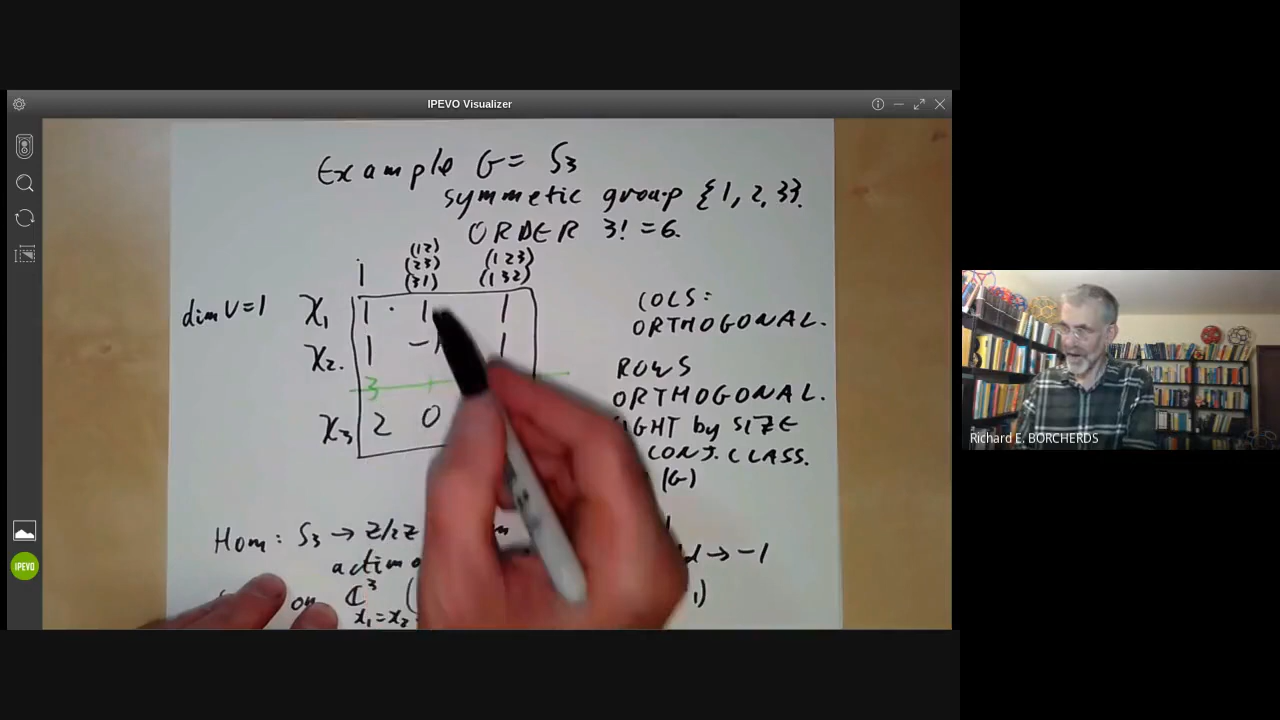 IPEVO Visualizer
Example G = S3
symmetic group {1, 2, 3}.
ORDER 3! = 6.
1 (12) (23) (31) (123) (132)
dim V=1 χ1 1 1 1
χ2. 1 -1 1
3
χ3 2 0
COLS:
ORTHOGONAL.
ROWS
ORTHOGONAL.
by SIZE
CONJ. CLASS.
(G)
Hom: S3 → Z/2Z
→ -1
on ℂ3
x1=x2
IPEVO
Richard E. BORCHERDS